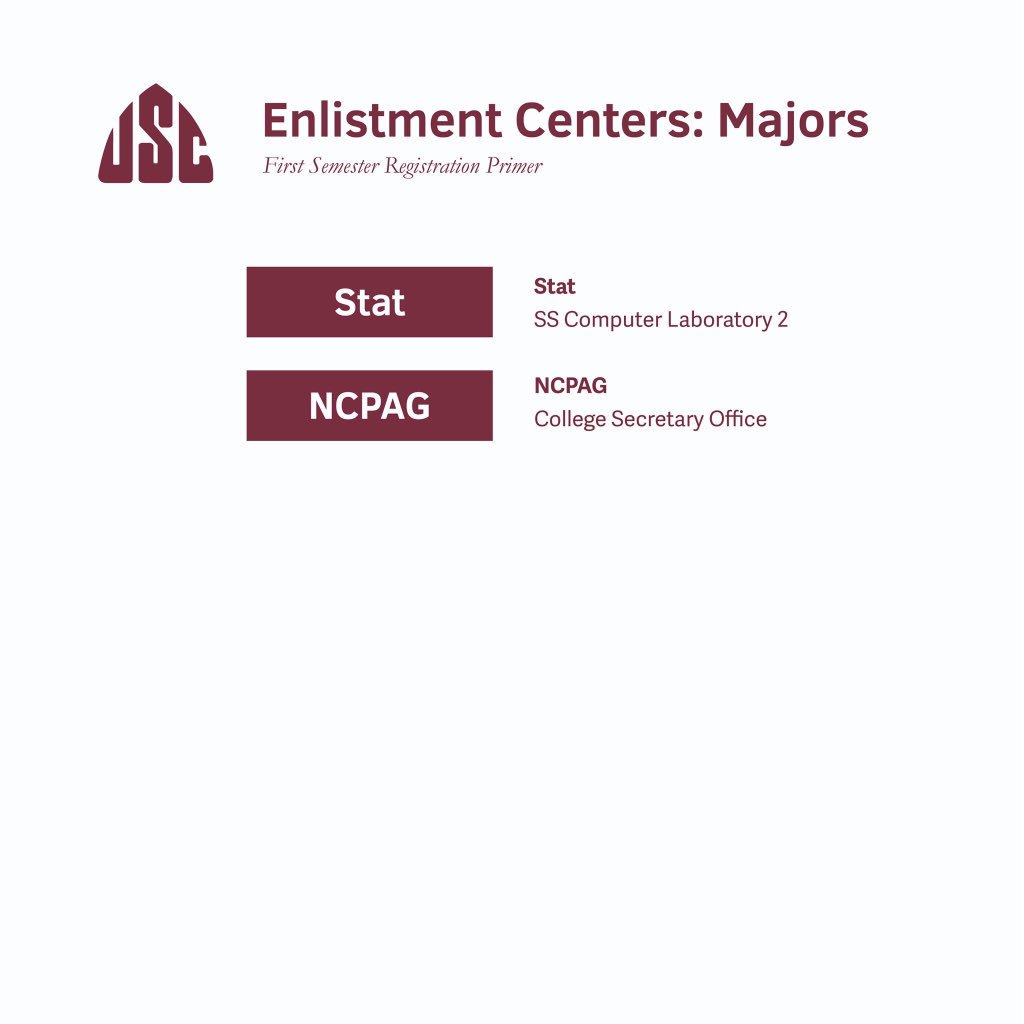 USC
Enlistment Centers: Majors
First Semester Registration Primer
Stat
Stat
SS Computer Laboratory 2
NCPAG
NCPAG
College Secretary Office